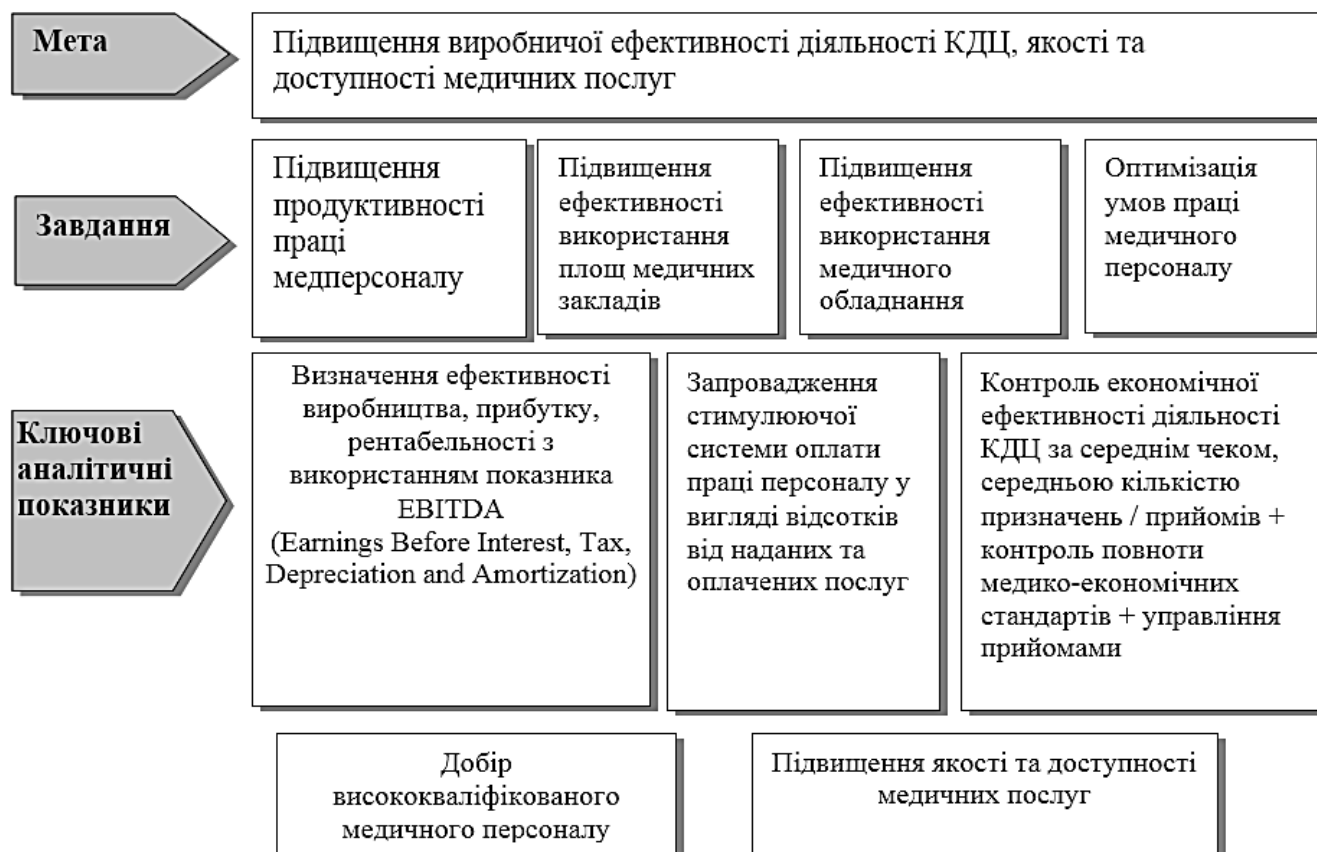 Мета
Підвищення виробничої ефективності діяльності КДЦ, якості та
доступності медичних послуг
Завдання
Підвищення
продуктивності
праці
медперсоналу
Підвищення
ефективності
використання
площ медичних
закладів
Підвищення
ефективності
використання
медичного
обладнання
Оптимізація
умов праці
медичного
персоналу
Ключові
аналітичні
показники
Визначення ефективності
виробництва, прибутку,
рентабельності з
використанням показника
EBITDA
(Earnings Before Interest, Tax,
Depreciation and Amortization)
Запровадження
стимулюючої
системи оплати
праці персоналу у
вигляді відсотків
від наданих та
оплачених послуг
Контроль економічної
ефективності діяльності
КДЦ за середнім чеком,
середньою кількістю
призначень / прийомів +
контроль повноти
медико-економічних
стандартів + управління
прийомами
Добір
висококваліфікованого
медичного персоналу
Підвищення якості та доступності
медичних послуг